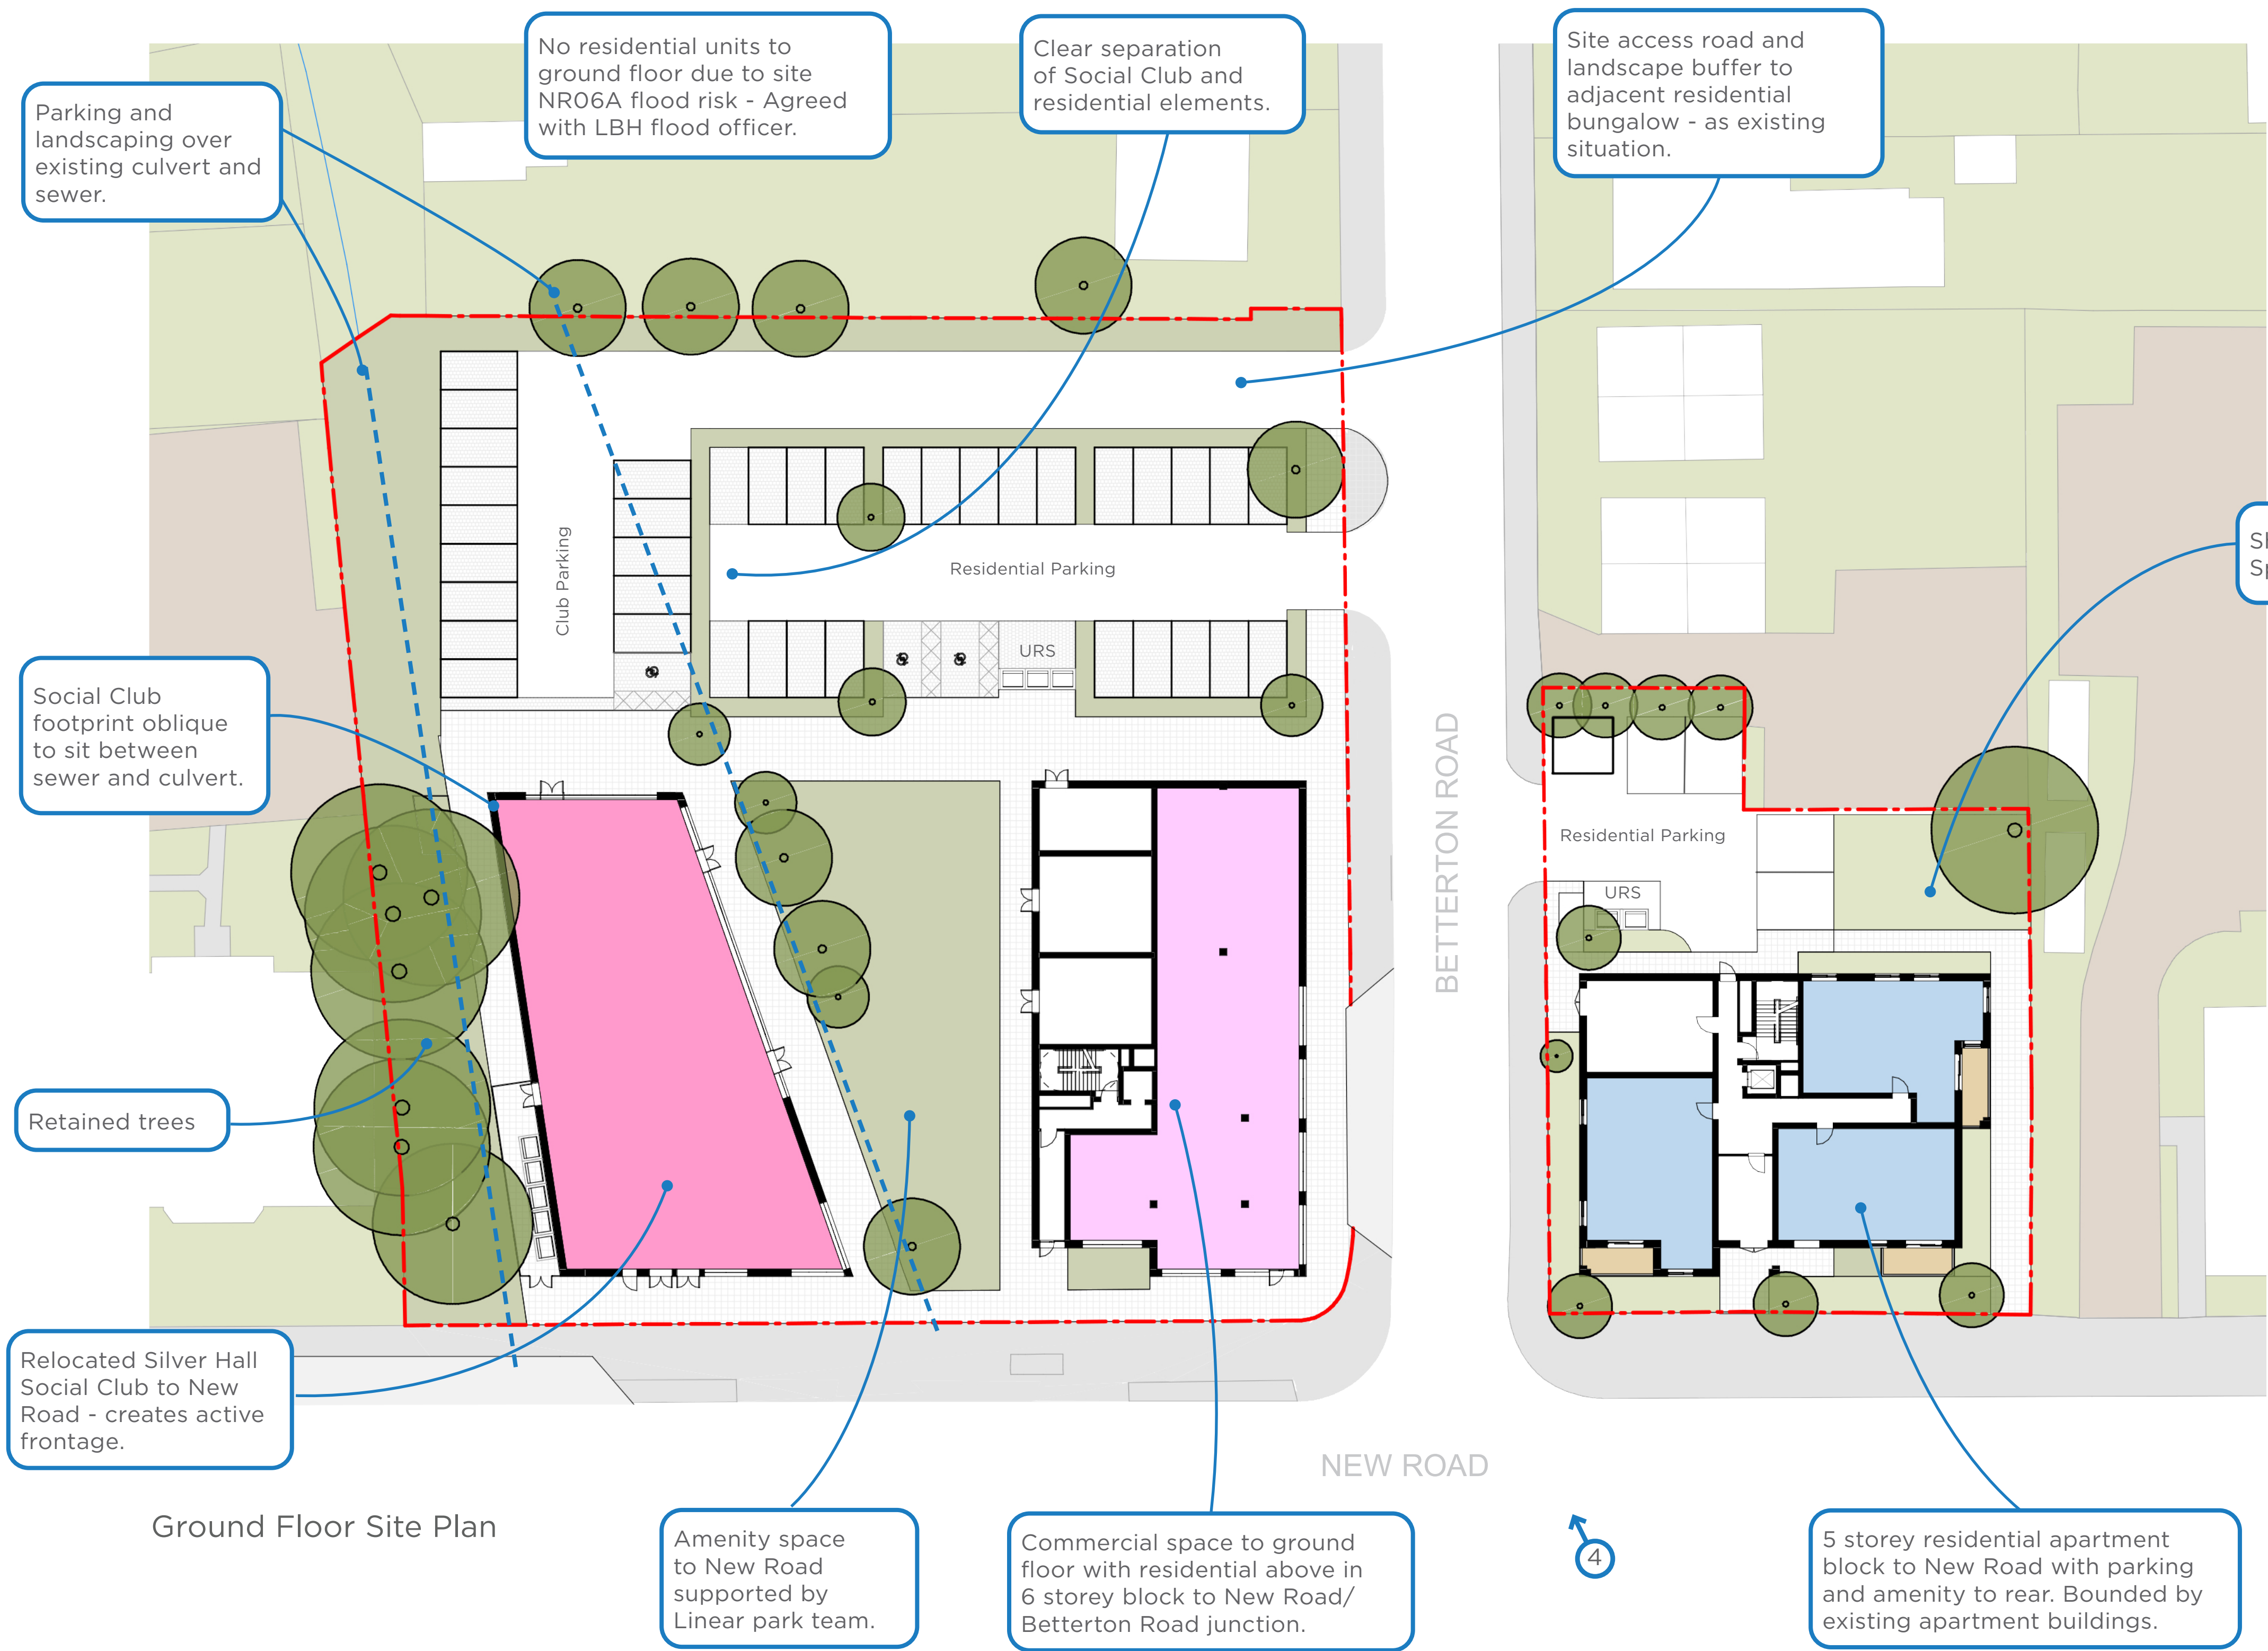 No residential units to
ground floor due to site
NR06A flood risk - Agreed
with LBH flood officer.
Clear separation
of Social Club and
residential elements.
Site access road and
landscape buffer to
adjacent residential
bungalow - as existing
situation.
Parking and
landscaping over
existing culvert and
sewer.
Club Parking
Residential Parking
URS
Social Club
footprint oblique
to sit between
sewer and culvert.
BETTERTON ROAD
Residential Parking
URS
Retained trees
Relocated Silver Hall
Social Club to New
Road - creates active
frontage.
NEW ROAD
Ground Floor Site Plan
Amenity space
to New Road
supported by
Linear park team.
Commercial space to ground
floor with residential above in
6 storey block to New Road/
Betterton Road junction.
4
5 storey residential apartment
block to New Road with parking
and amenity to rear. Bounded by
existing apartment buildings.